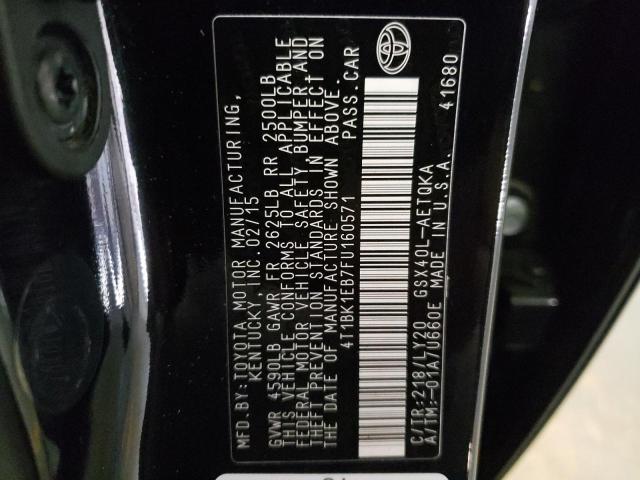 MFD.BY:TOYOTA MOTOR MANUFACTURING,
KENTUCKY, INC.02/15
GVWR 4590LB GAWR FR 2625LB RR 2500LB
THIS VEHICLE CONFORMS TO ALL APPLICABLE
FEDERAL MOTOR VEHICLE SAFETY, BUMPER AND
THEFT PREVENTION STANDARDS IN EFFECT ON
THE DATE OF MANUFACTURE SHOWN ABOVE.
4T1BK1EB7FU160571 PASS.CAR
C/TR:218/LY20 GSX40L-AETQKA
A/TM:-01A/U660E MADE IN U.S.A. 41680